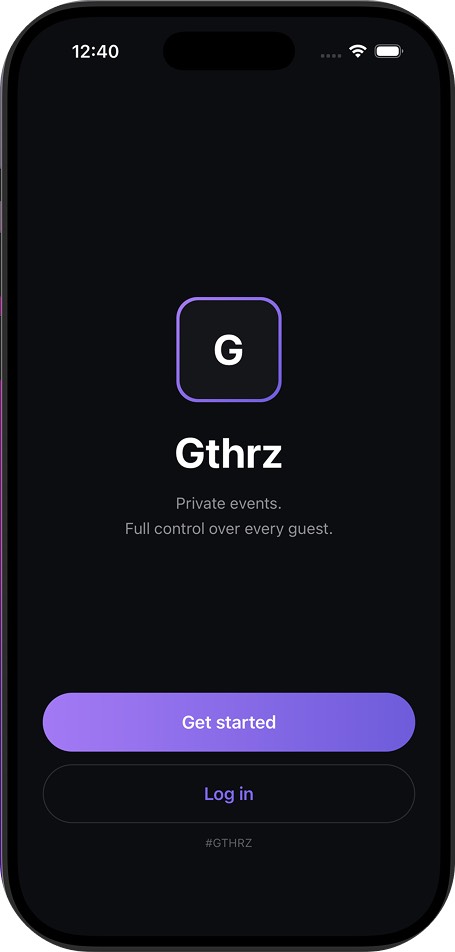 12:40
G
Gthrz
Private events.
Full control over every guest.
Get started
Log in
#GTHRZ